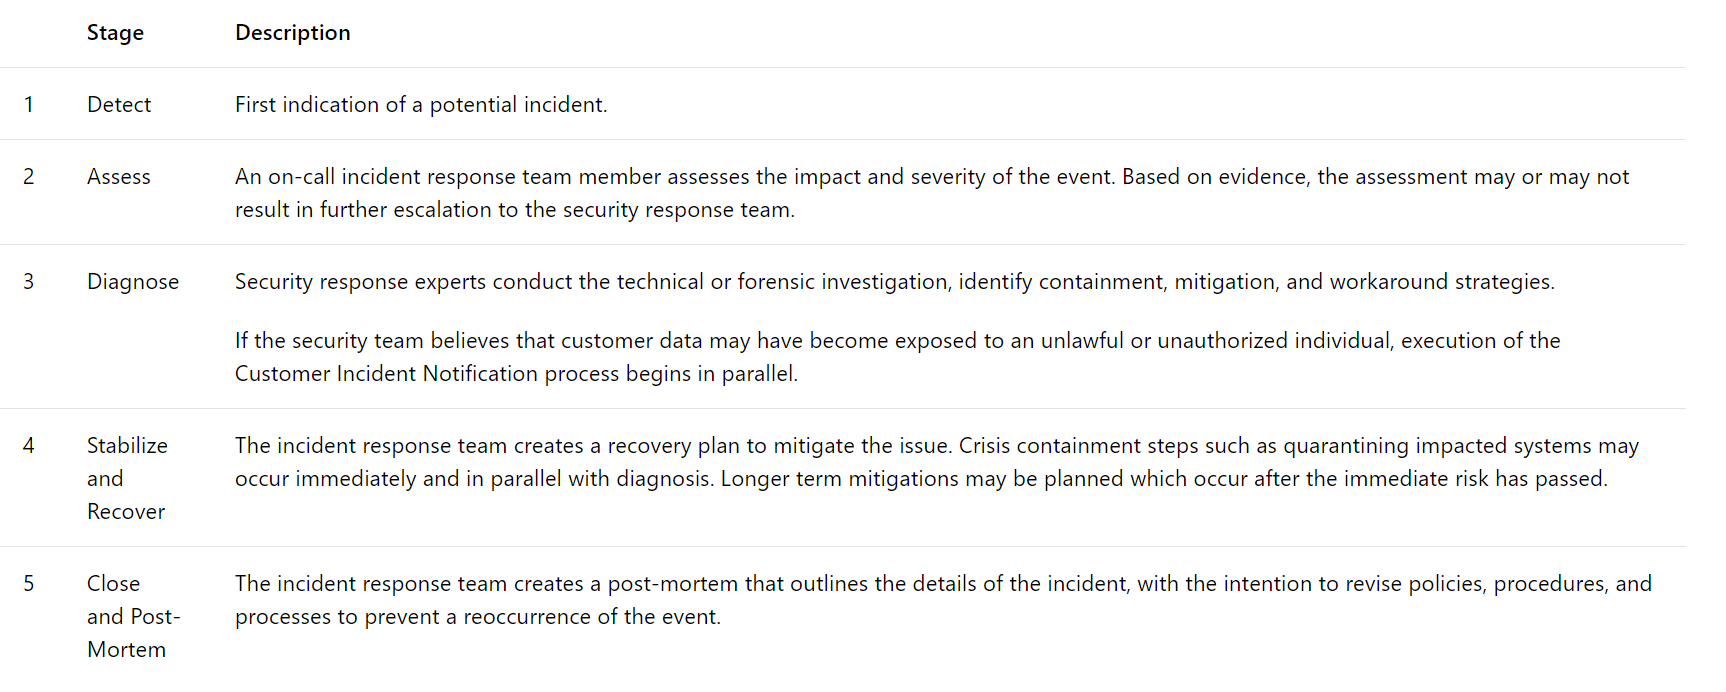 Stage Description
1 Detect First indication of a potential incident.
2 Assess An on-call incident response team member assesses the impact and severity of the event. Based on evidence, the assessment may or may not
result in further escalation to the security response team.
3 Diagnose Security response experts conduct the technical or forensic investigation, identify containment, mitigation, and workaround strategies.
If the security team believes that customer data may have become exposed to an unlawful or unauthorized individual, execution of the
Customer Incident Notification process begins in parallel.
4 Stabilize The incident response team creates a recovery plan to mitigate the issue. Crisis containment steps such as quarantining impacted systems may
and occur immediately and in parallel with diagnosis. Longer term mitigations may be planned which occur after the immediate risk has passed.
Recover
5 Close The incident response team creates a post-mortem that outlines the details of the incident, with the intention to revise policies, procedures, and
and Post- processes to prevent a reoccurrence of the event.
Mortem